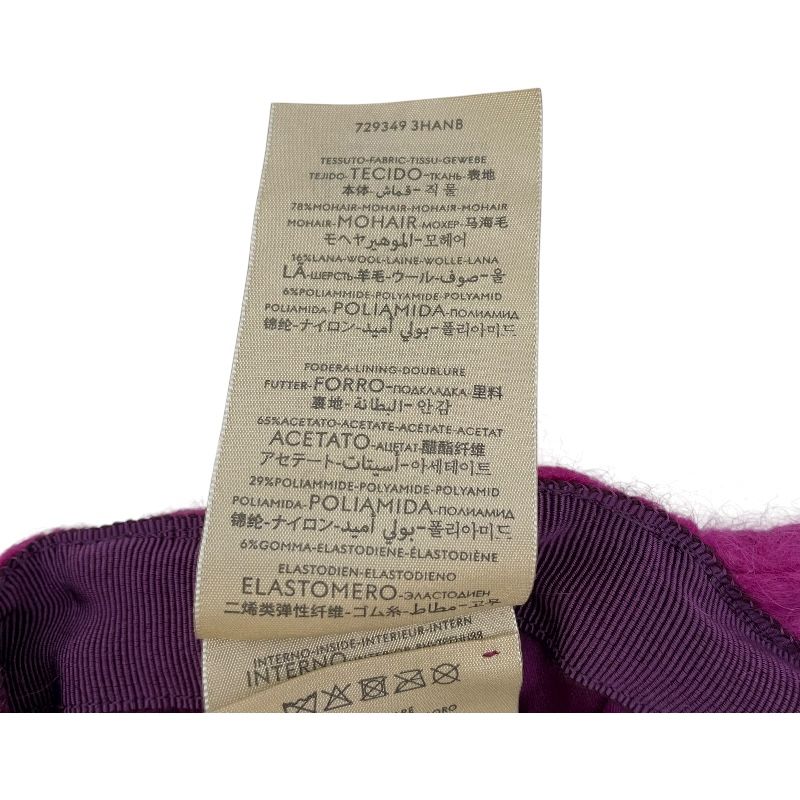 729349 3HANB
TESSUTO-FABRIC-TISSU-GEWEBE
TEJIDO-TECIDO-ТКАНЬ-表地
本体-قماش-직물
78%MOHAIR-MOHAIR-MOHAIR-MOHAIR
MOHAIR-MOHAIR-МОХЕР-马海毛
モヘヤ-الموهير-모헤어
16%LANA-WOOL-LAINE-WOLLE-LANA
LÃ-ШЕРСТЬ-羊毛-ウール-صوف-울
6%POLIAMMIDE-POLYAMIDE-POLYAMID
POLIAMIDA-POLIAMIDA-ПОЛИАМИД
锦纶-ナイロン-بولي أميد-폴리아미드
FODERA-LINING-DOUBLURE
FUTTER-FORRO-ПОДКЛАДКА-里料
裏地-البطانة-안감
65%ACETATO-ACETATE-ACÉTATE-ACETAT
ACETATO-АЦЕТАТ-醋酯纤维
アセテート-أسيتات-아세테이트
29%POLIAMMIDE-POLYAMIDE-POLYAMID
POLIAMIDA-POLIAMIDA-ПОЛИАМИД
锦纶-ナイロン-بولي أميد-폴리아미드
6%GOMMA-ELASTODIENE-ÉLASTODIÈNE
ELASTODIEN-ELASTODIENO
ELASTOMERO-ЭЛАСТОДИЕН
二烯类弹性纤维-ゴム糸-مطاط-고무
INTERNO-INSIDE-INTERIEUR-INTERN
INTERNO